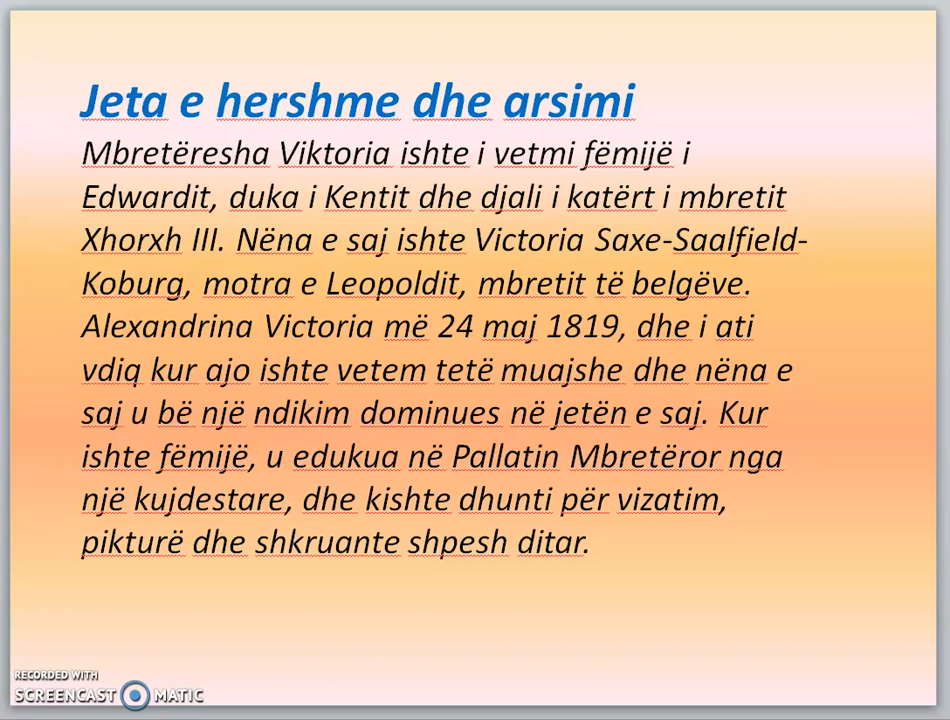 Jeta e hershme dhe arsimi
Mbretëresha Viktoria ishte i vetmi fëmijë i
Edwardit, duka i Kentit dhe djali i katërt i mbretit
Xhorxh III. Nëna e saj ishte Victoria Saxe-Saalfield-
Koburg, motra e Leopoldit, mbretit të belgëve.
Alexandrina Victoria më 24 maj 1819, dhe i ati
vdiq kur ajo ishte vetem tetë muajshe dhe nëna e
saj u bë një ndikim dominues në jetën e saj. Kur
ishte fëmijë, u edukua në Pallatin Mbretëror nga
një kujdestare, dhe kishte dhunti për vizatim,
pikturë dhe shkruante shpesh ditar.
RECORDED WITH
SCREENCAST MATIC